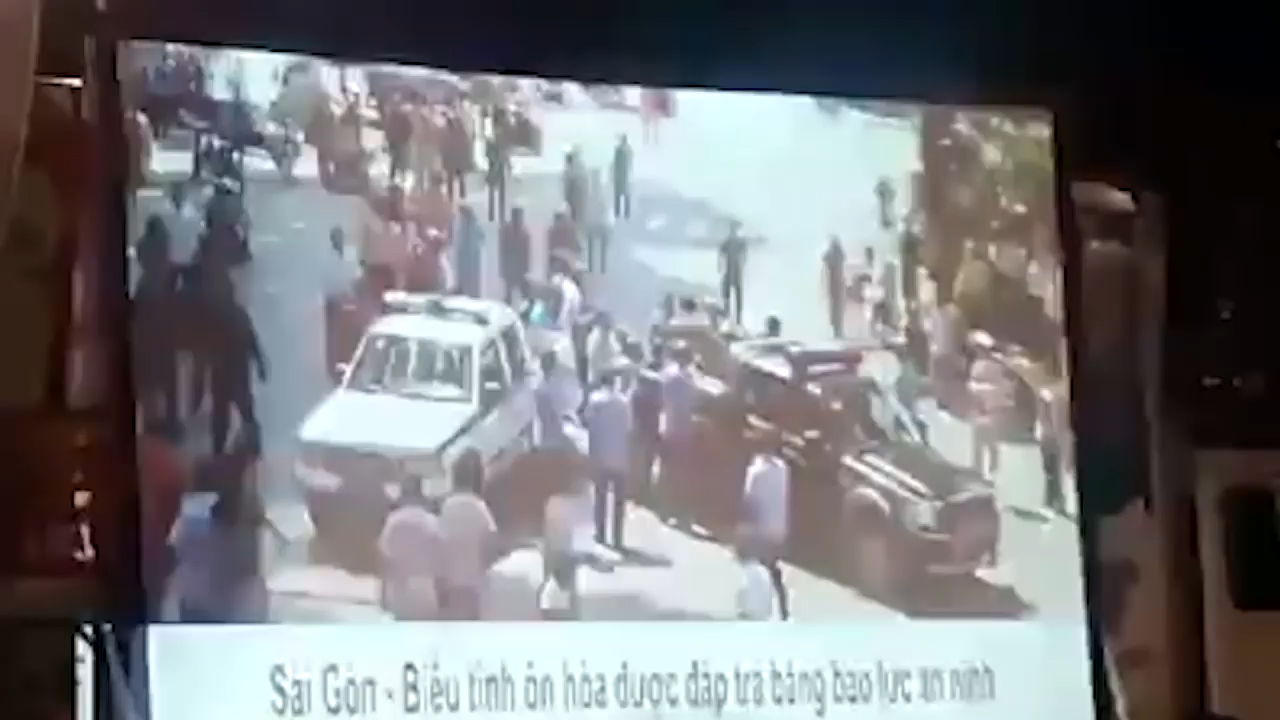 Sài Gòn - Biểu tình ôn hòa được đáp trả bằng bạo lực an ninh